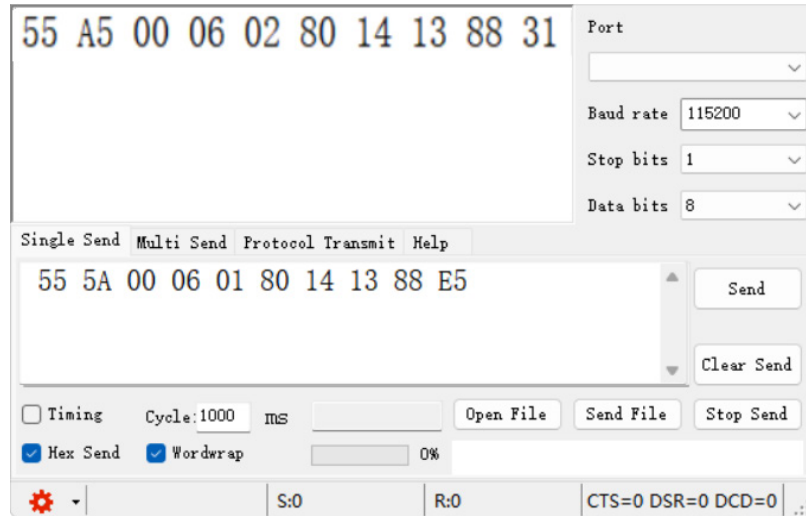 55 A5 00 06 02 80 14 13 88 31
Port
Baud rate 115200
Stop bits 1
Data bits 8
Single Send Multi Send Protocol Transmit Help
55 5A 00 06 01 80 14 13 88 E5
Send
Clear Send
Timing Cycle:1000 ms Open File Send File Stop Send
Hex Send Wordwrap 0%
S:0 R:0 CTS=0 DSR=0 DCD=0